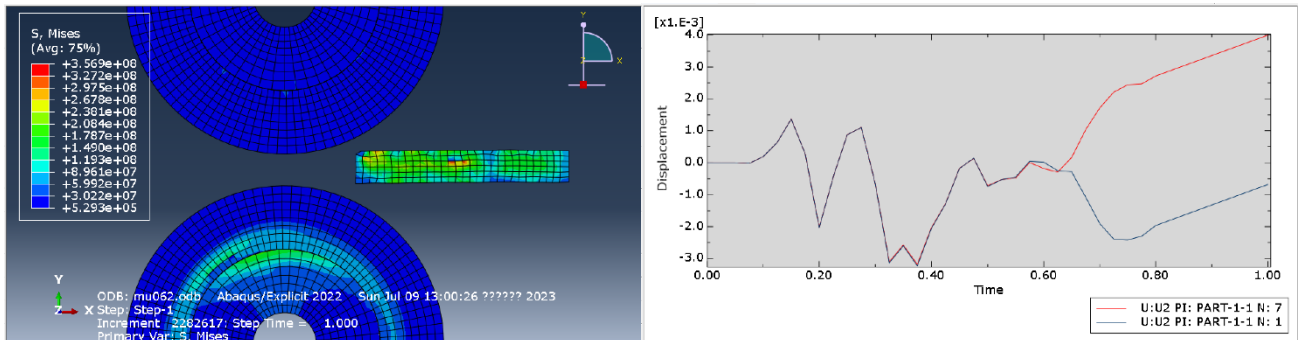 S, Mises
(Avg: 75%)
+3.569e+08
+3.272e+08
+2.975e+08
+2.678e+08
+2.381e+08
+2.084e+08
+1.787e+08
+1.490e+08
+1.193e+08
+8.961e+07
+5.992e+07
+3.022e+07
+5.293e+05
Y
Z
X
Y
Z
X
ODB: mu062.odb Abaqus/Explicit 2022 Sun Jul 09 13:00:26 ?????? 2023
Step: Step-1
Increment 2282617: Step Time = 1.000
Primary Var: S, Mises
[x1.E-3]
4.0
3.0
2.0
1.0
0.0
-1.0
-2.0
-3.0
Displacement
0.00
0.20
0.40
0.60
0.80
1.00
Time
U:U2 PI: PART-1-1 N: 7
U:U2 PI: PART-1-1 N: 1